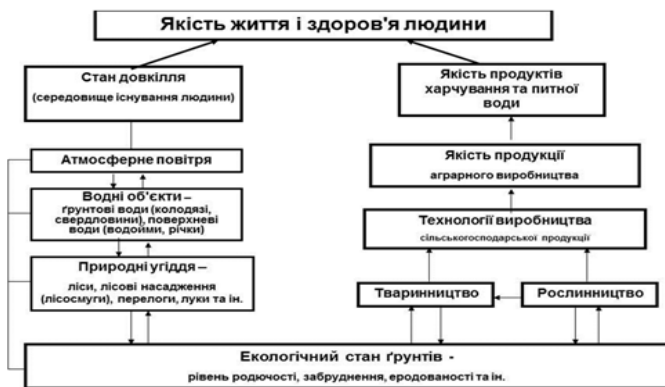 Якість життя і здоров'я людини
Стан довкілля
(середовище існування людини)
Атмосферне повітря
Водні об'єкти –
ґрунтові води (колодязі,
свердловини), поверхневі
води (водойми, річки)
Природні угіддя –
ліси, лісові насадження
(лісосмуги), перелоги, луки та ін.
Якість продуктів
харчування та питної
води
Якість продукції
аграрного виробництва
Технології виробництва
сільськогосподарської продукції
Тваринництво
Рослинництво
Екологічний стан ґрунтів -
рівень родючості, забруднення, еродованості та ін.